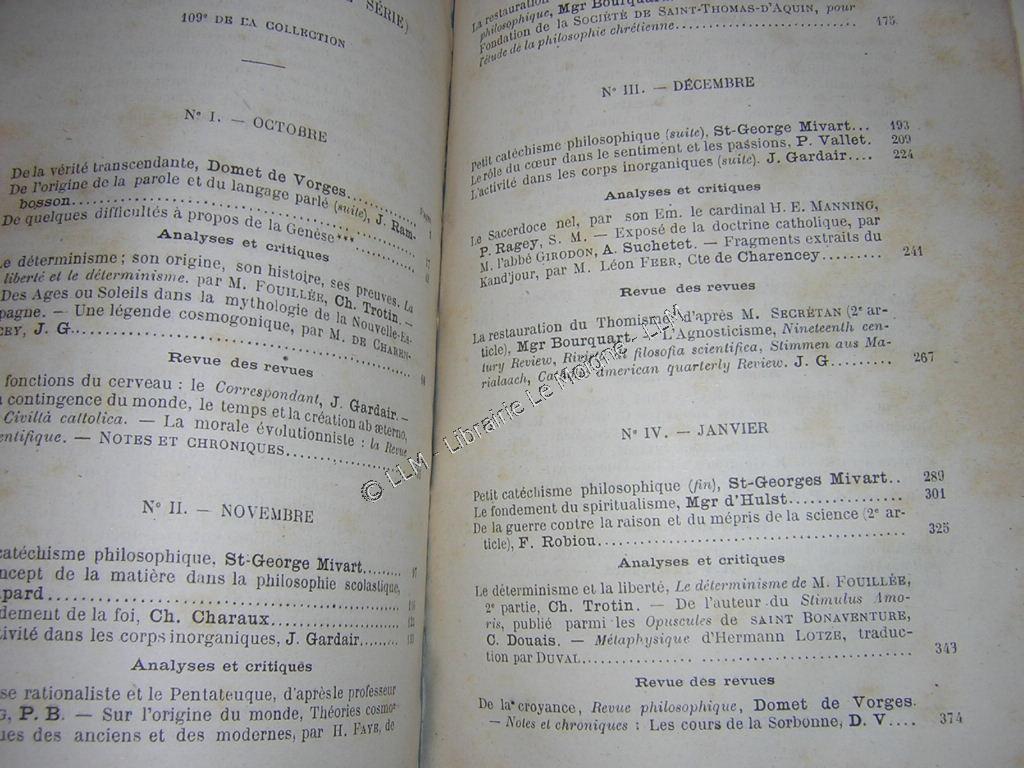 SÉRIE)
109e DE LA COLLECTION
No I. — OCTOBRE
Pages
De la vérité transcendante, Domet de Vorges
De l'origine de la parole et du langage parlé (suite), J. Ram-
bosson
De quelques difficultés à propos de la Genèse***
Analyses et critiques
Le déterminisme ; son origine, son histoire, ses preuves. La
liberté et le déterminisme. par M. FOUILLÉE, Ch. Trotin. —
Des Ages ou Soleils dans la mythologie de la Nouvelle-Es-
pagne. — Une légende cosmogonique, par M. DE CHAREN-
CEY, J. G.
Revue des revues
fonctions du cerveau : le Correspondant, J. Gardair. —
contingence du monde, le temps et la création ab æterno,
Civiltà cattolica. — La morale évolutionniste : la Revue
scientifique. — NOTES ET CHRONIQUES
No II. — NOVEMBRE
catéchisme philosophique, St-George Mivart 97
concept de la matière dans la philosophie scolastique,
pard
dement de la foi, Ch. Charaux
tivité dans les corps inorganiques, J. Gardair
Analyses et critiques
se rationaliste et le Pentateuque, d'après le professeur
G, P. B. — Sur l'origine du monde, Théories cosmo-
ques des anciens et des modernes, par H. FAYE, de
La restauration
philosophique, Mgr Bourquart
Fondation de la SOCIÉTÉ DE SAINT-THOMAS-D'AQUIN, pour
l'étude de la philosophie chrétienne 175
No III. — DÉCEMBRE
Petit catéchisme philosophique (suite), St-George Mivart... 193
Le rôle du cœur dans le sentiment et les passions, P. Vallet. 209
L'activité dans les corps inorganiques (suite). J. Gardair.... 224
Analyses et critiques
Le Sacerdoce nel, par son Em. le cardinal H. E. MANNING,
P. Ragey, S. M. — Exposé de la doctrine catholique, par
M. l'abbé GIRODON, A. Suchetet. — Fragments extraits du
Kandjour, par M. Léon FEER, Cte de Charencey 241
Revue des revues
La restauration du Thomisme d'après M. SECRÉTAN (2e ar-
ticle), Mgr Bourquart. — L'Agnosticisme, Nineteenth cen-
tury Review, Rivista di filosofia scientifica, Stimmen aus Ma-
rialaach, Catholic American quarterly Review. J. G 267
No IV. — JANVIER
Petit catéchisme philosophique (fin), St-Georges Mivart.. 289
Le fondement du spiritualisme, Mgr d'Hulst 301
De la guerre contre la raison et du mépris de la science (2e ar-
ticle), F. Robiou 325
Analyses et critiques
Le déterminisme et la liberté, Le déterminisme de M. FOUILLÉE,
2e partie, Ch. Trotin. — De l'auteur du Stimulus Amo-
ris, publié parmi les Opuscules de SAINT BONAVENTURE,
C. Douais. — Métaphysique d'Hermann LOTZE, traduc-
tion par DUVAL 343
Revue des revues
De la croyance, Revue philosophique, Domet de Vorges.
— Notes et chroniques : Les cours de la Sorbonne, D. V.... 374
© LLM - Librairie Le Molond - LLM